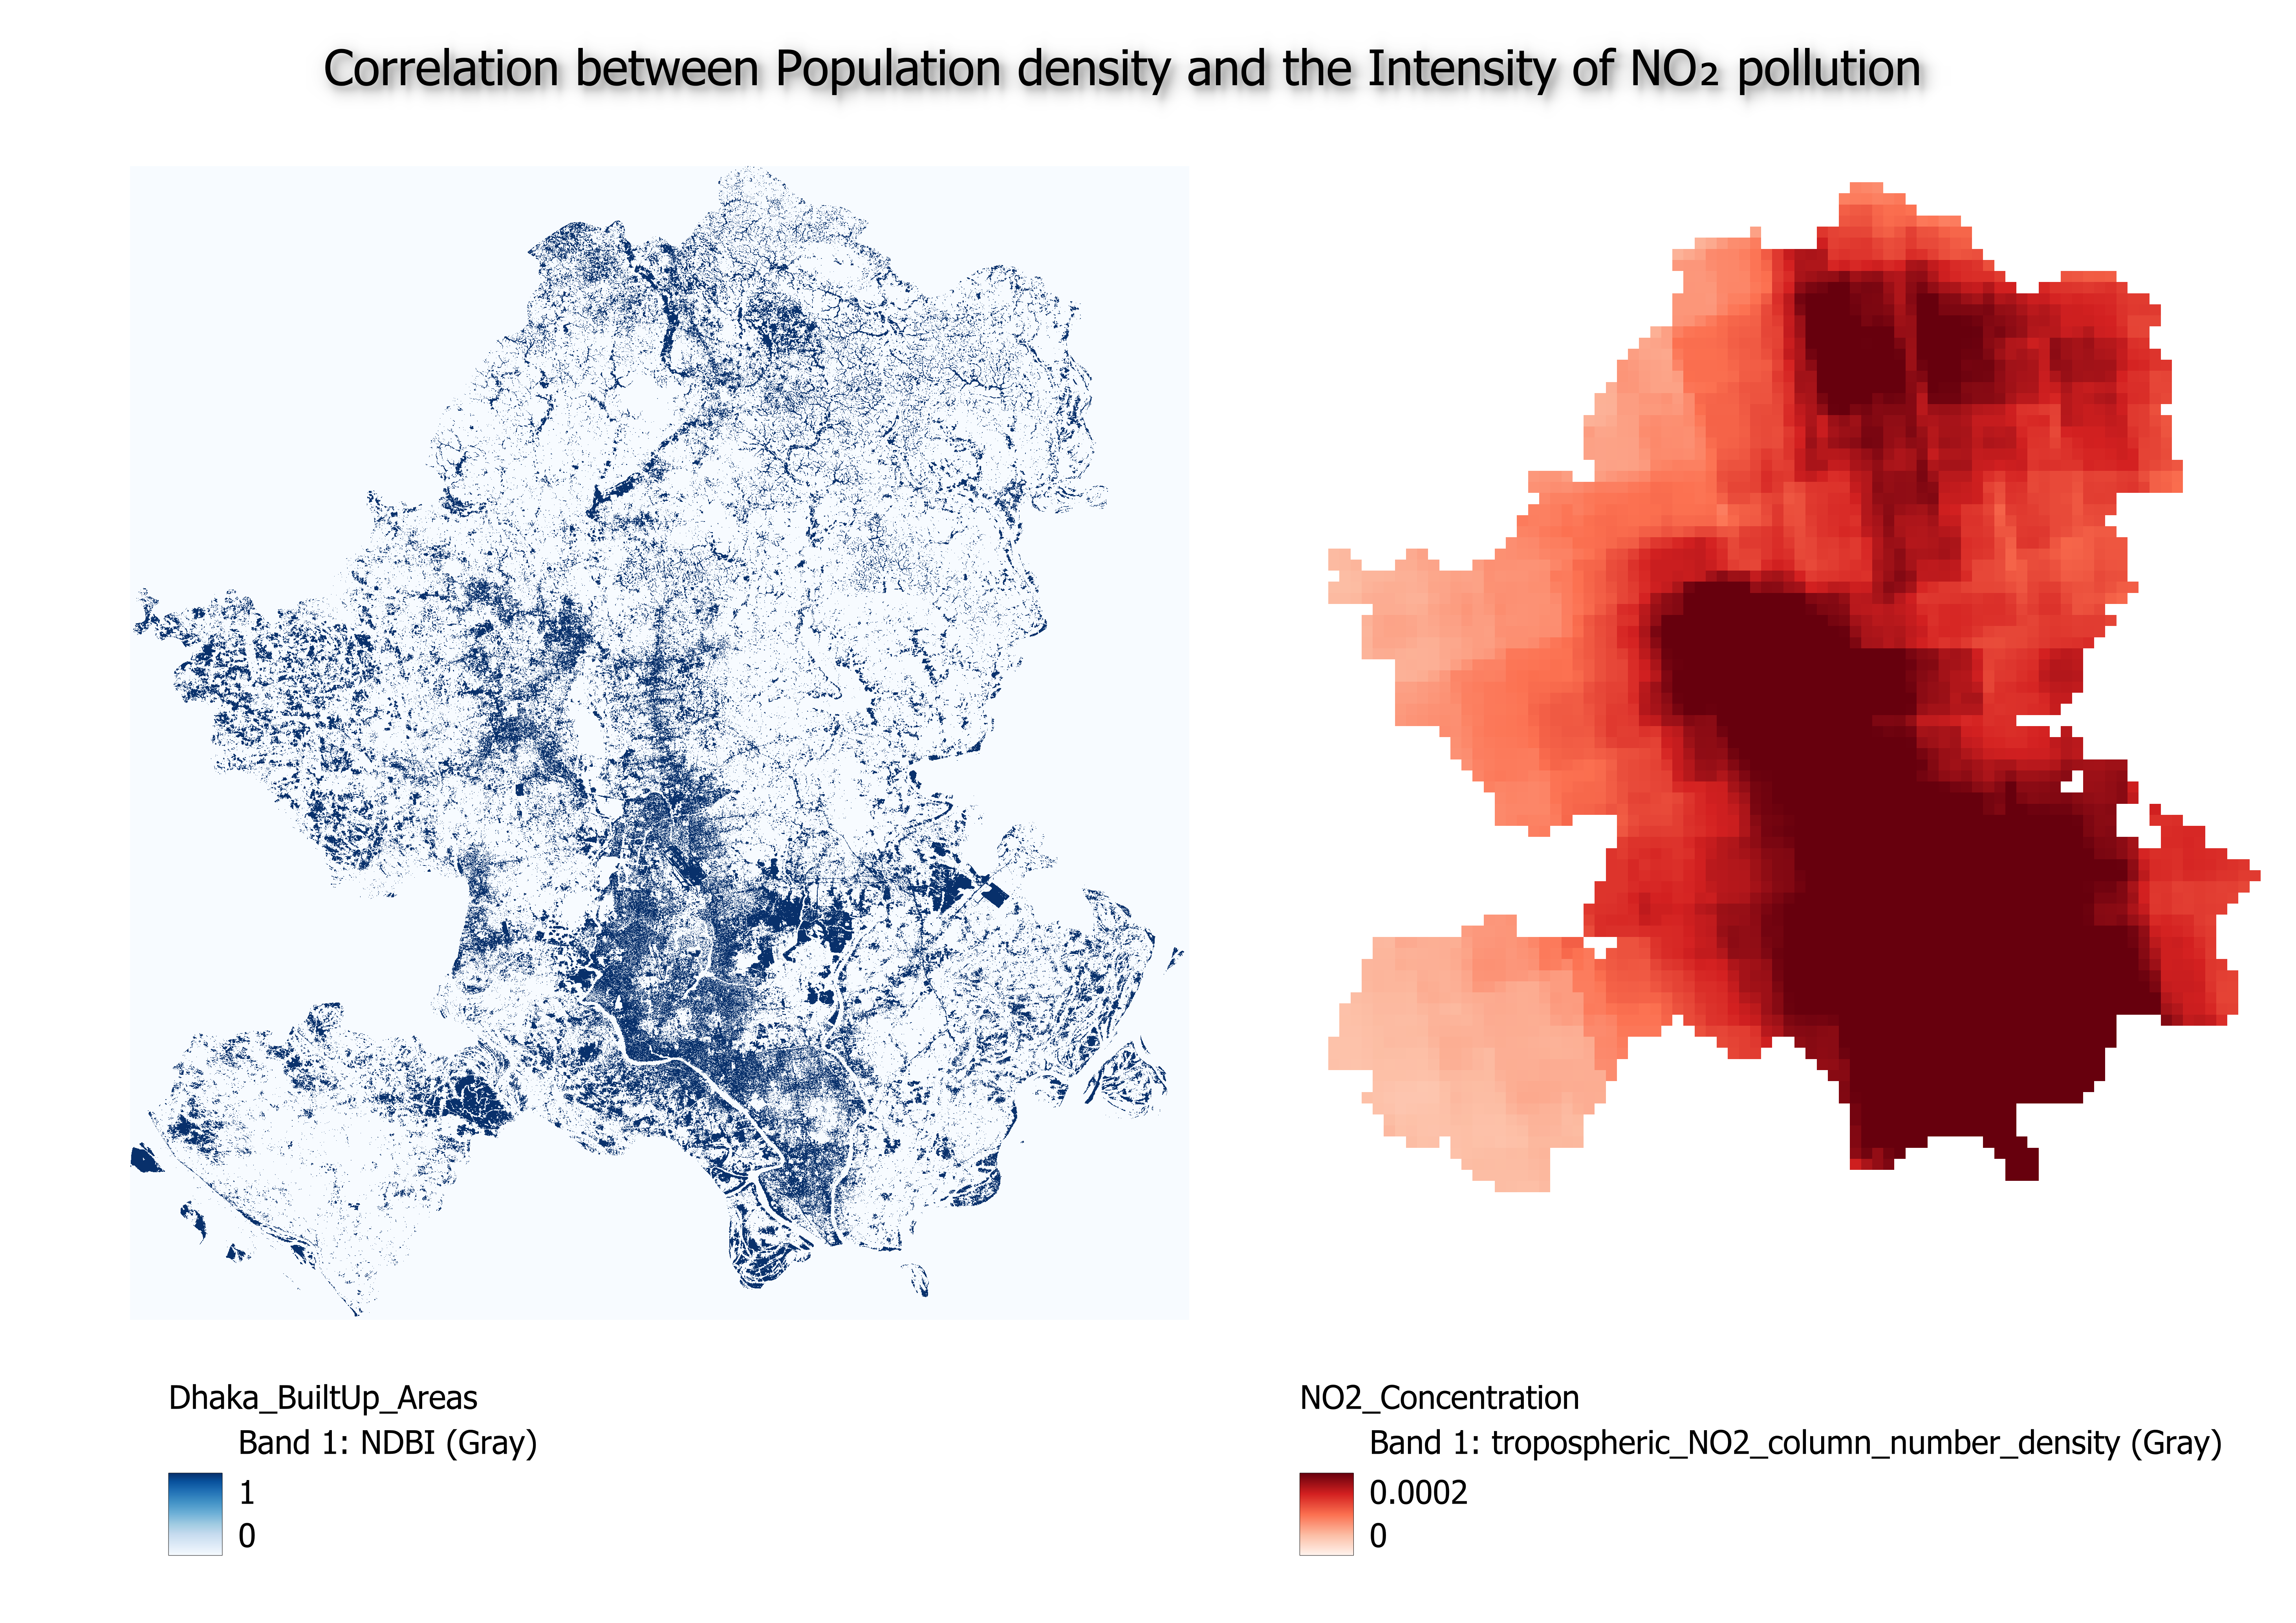 Correlation between Population density and the Intensity of NO₂ pollution
Dhaka_BuiltUp_Areas
Band 1: NDBI (Gray)
1
0
NO2_Concentration
Band 1: tropospheric_NO2_column_number_density (Gray)
0.0002
0